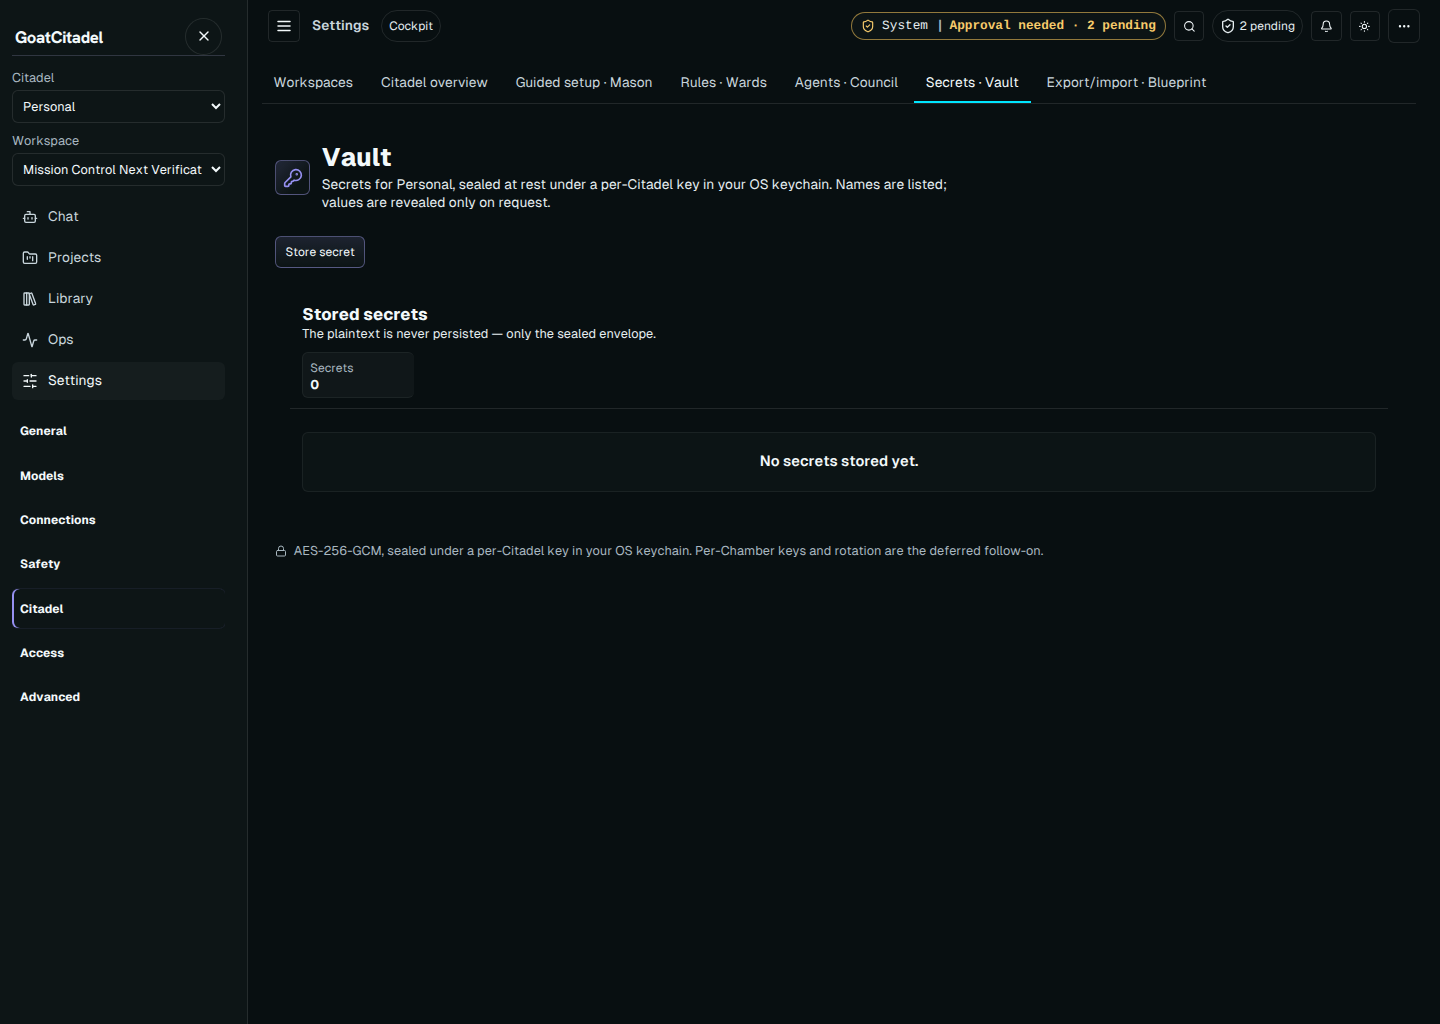 GoatCitadel
Citadel
Personal
Workspace
Mission Control Next Verificat
Chat
Projects
Library
Ops
Settings
General
Models
Connections
Safety
Citadel
Access
Advanced
Settings
Cockpit
System | Approval needed · 2 pending
2 pending
Workspaces
Citadel overview
Guided setup · Mason
Rules · Wards
Agents · Council
Secrets · Vault
Export/import · Blueprint
Vault
Secrets for Personal, sealed at rest under a per-Citadel key in your OS keychain. Names are listed;
values are revealed only on request.
Store secret
Stored secrets
The plaintext is never persisted — only the sealed envelope.
Secrets
0
No secrets stored yet.
AES-256-GCM, sealed under a per-Citadel key in your OS keychain. Per-Chamber keys and rotation are the deferred follow-on.